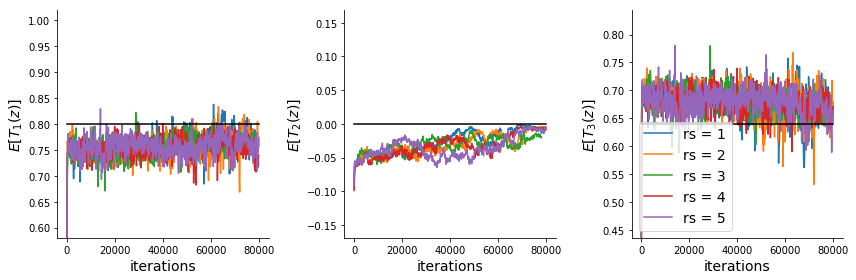 E[T1(z)]
1.00
0.95
0.90
0.85
0.80
0.75
0.70
0.65
0.60
0 20000 40000 60000 80000
iterations
E[T2(z)]
0.15
0.10
0.05
0.00
−0.05
−0.10
−0.15
0 20000 40000 60000 80000
iterations
E[T3(z)]
0.80
0.75
0.70
0.65
0.60
0.55
0.50
0.45
rs = 1
rs = 2
rs = 3
rs = 4
rs = 5
0 20000 40000 60000 80000
iterations